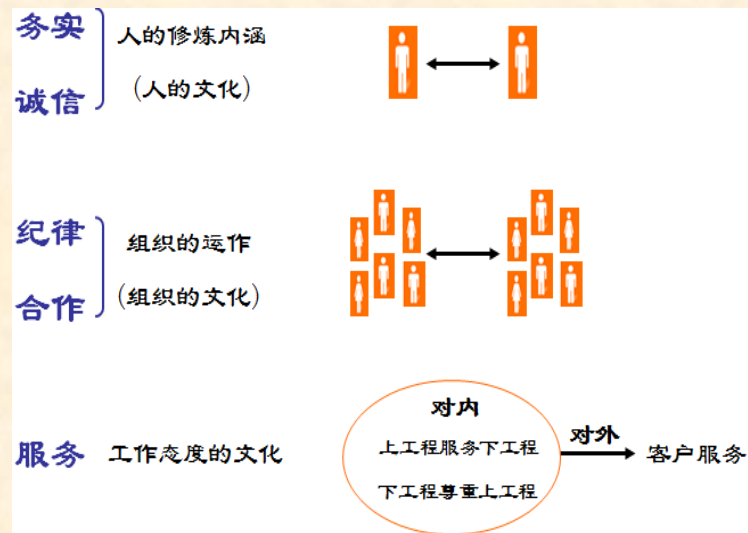 务实
人的修炼内涵
诚信
(人的文化)
纪律
组织的运作
合作
(组织的文化)
服务
工作态度的文化
对内
上工程服务下工程
下工程尊重上工程
对外
客户服务